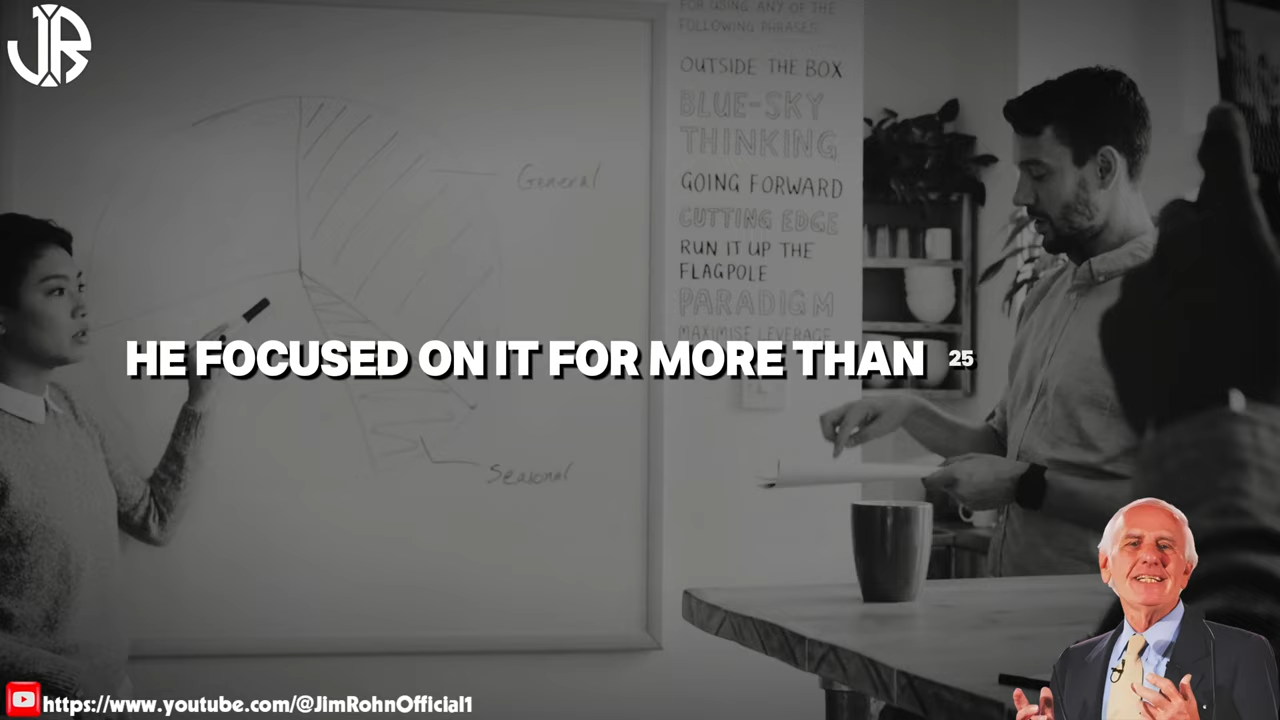 JR
FOR USING ANY OF THE
FOLLOWING PHRASES
OUTSIDE THE BOX
BLUE-SKY
THINKING
GOING FORWARD
CUTTING EDGE
RUN IT UP THE
FLAGPOLE
PARADIGM
MAXIMISE LEVERAGE
General
HE FOCUSED ON IT FOR MORE THAN 25
Seasonal
https://www.youtube.com/@JimRohnOfficial1